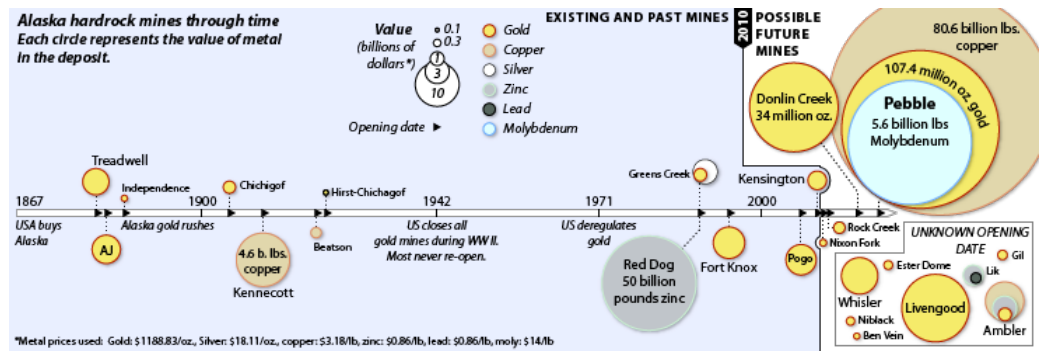 Alaska hardrock mines through time
Each circle represents the value of metal
in the deposit.
Value
(billions of
dollars*)
0.1
0.3
1
3
10
Opening date
Gold
Copper
Silver
Zinc
Lead
Molybdenum
EXISTING AND PAST MINES
2010
POSSIBLE
FUTURE
MINES
80.6 billion lbs.
copper
107.4 million oz. gold
Pebble
5.6 billion lbs
Molybdenum
Donlin Creek
34 million oz.
Treadwell
Independence
Chichigof
Hirst-Chichagof
Greens Creek
Kensington
1867
1900
1942
1971
2000
USA buys
Alaska
Alaska gold rushes
US closes all
gold mines during WW II.
Most never re-open.
US deregulates
gold
AJ
4.6 b. lbs.
copper
Kennecott
Beatson
Red Dog
50 billion
pounds zinc
Fort Knox
Pogo
Rock Creek
Nixon Fork
UNKNOWN OPENING
DATE
Gil
Ester Dome
Lik
Whisler
Livengood
Ambler
Niblack
Ben Vein
*Metal prices used: Gold: $1188.83/oz., Silver: $18.11/oz., copper: $3.18/lb, zinc: $0.86/lb, lead: $0.86/lb, moly: $14/lb